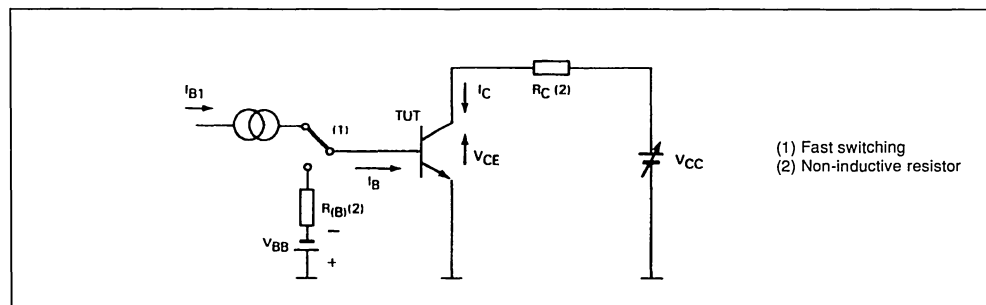 I_B1
(1)
TUT
I_C
R_C (2)
V_CE
I_B
V_CC
R_(B) (2)
−
V_BB
+
(1) Fast switching
(2) Non-inductive resistor